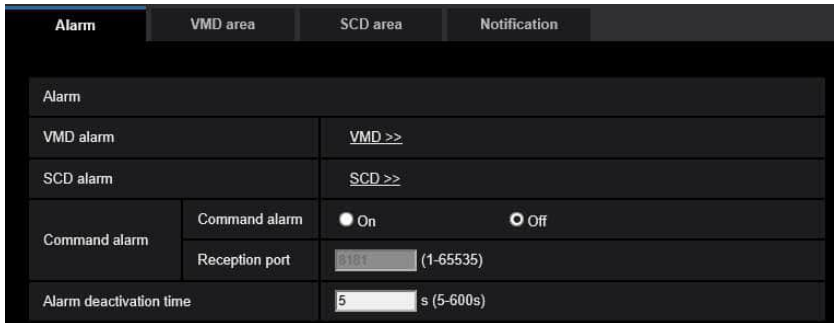 Alarm VMD area SCD area Notification
Alarm
VMD alarm VMD >>
SCD alarm SCD >>
Command alarm Command alarm On Off
Reception port 8181 (1-65535)
Alarm deactivation time 5 s (5-600s)